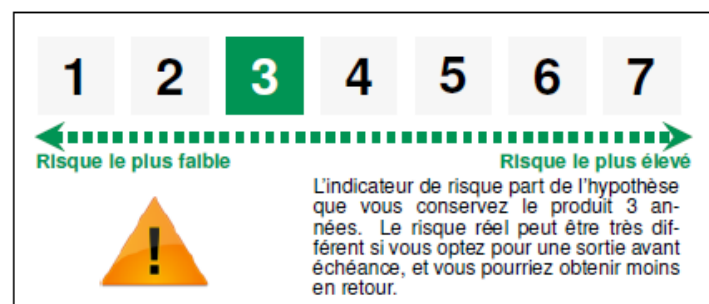 1 2 3 4 5 6 7
Risque le plus faible Risque le plus élevé
L'indicateur de risque part de l'hypothèse
que vous conservez le produit 3 an-
nées. Le risque réel peut être très dif-
férent si vous optez pour une sortie avant
échéance, et vous pourriez obtenir moins
en retour.
!